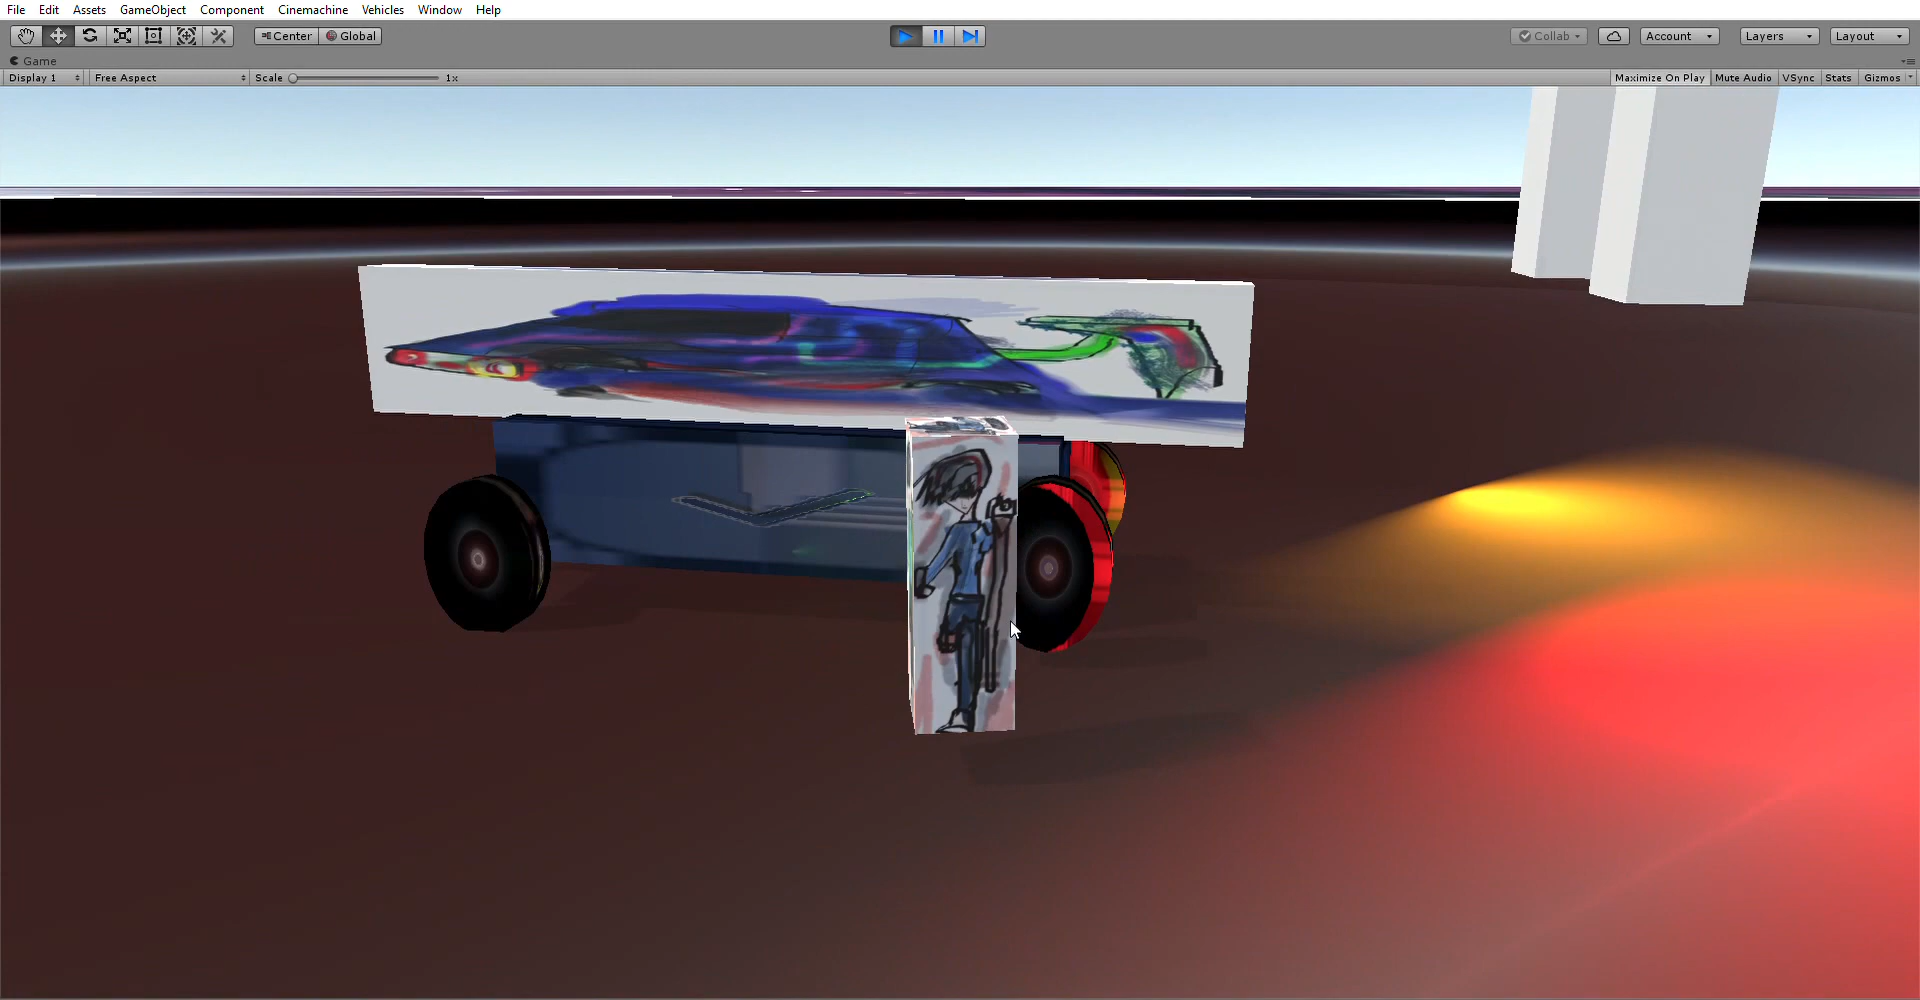 File Edit Assets GameObject Component Cinemachine Vehicles Window Help
Center Global Collab Account Layers Layout
Game
Display 1 Free Aspect Scale 1x Maximize On Play Mute Audio VSync Stats Gizmos